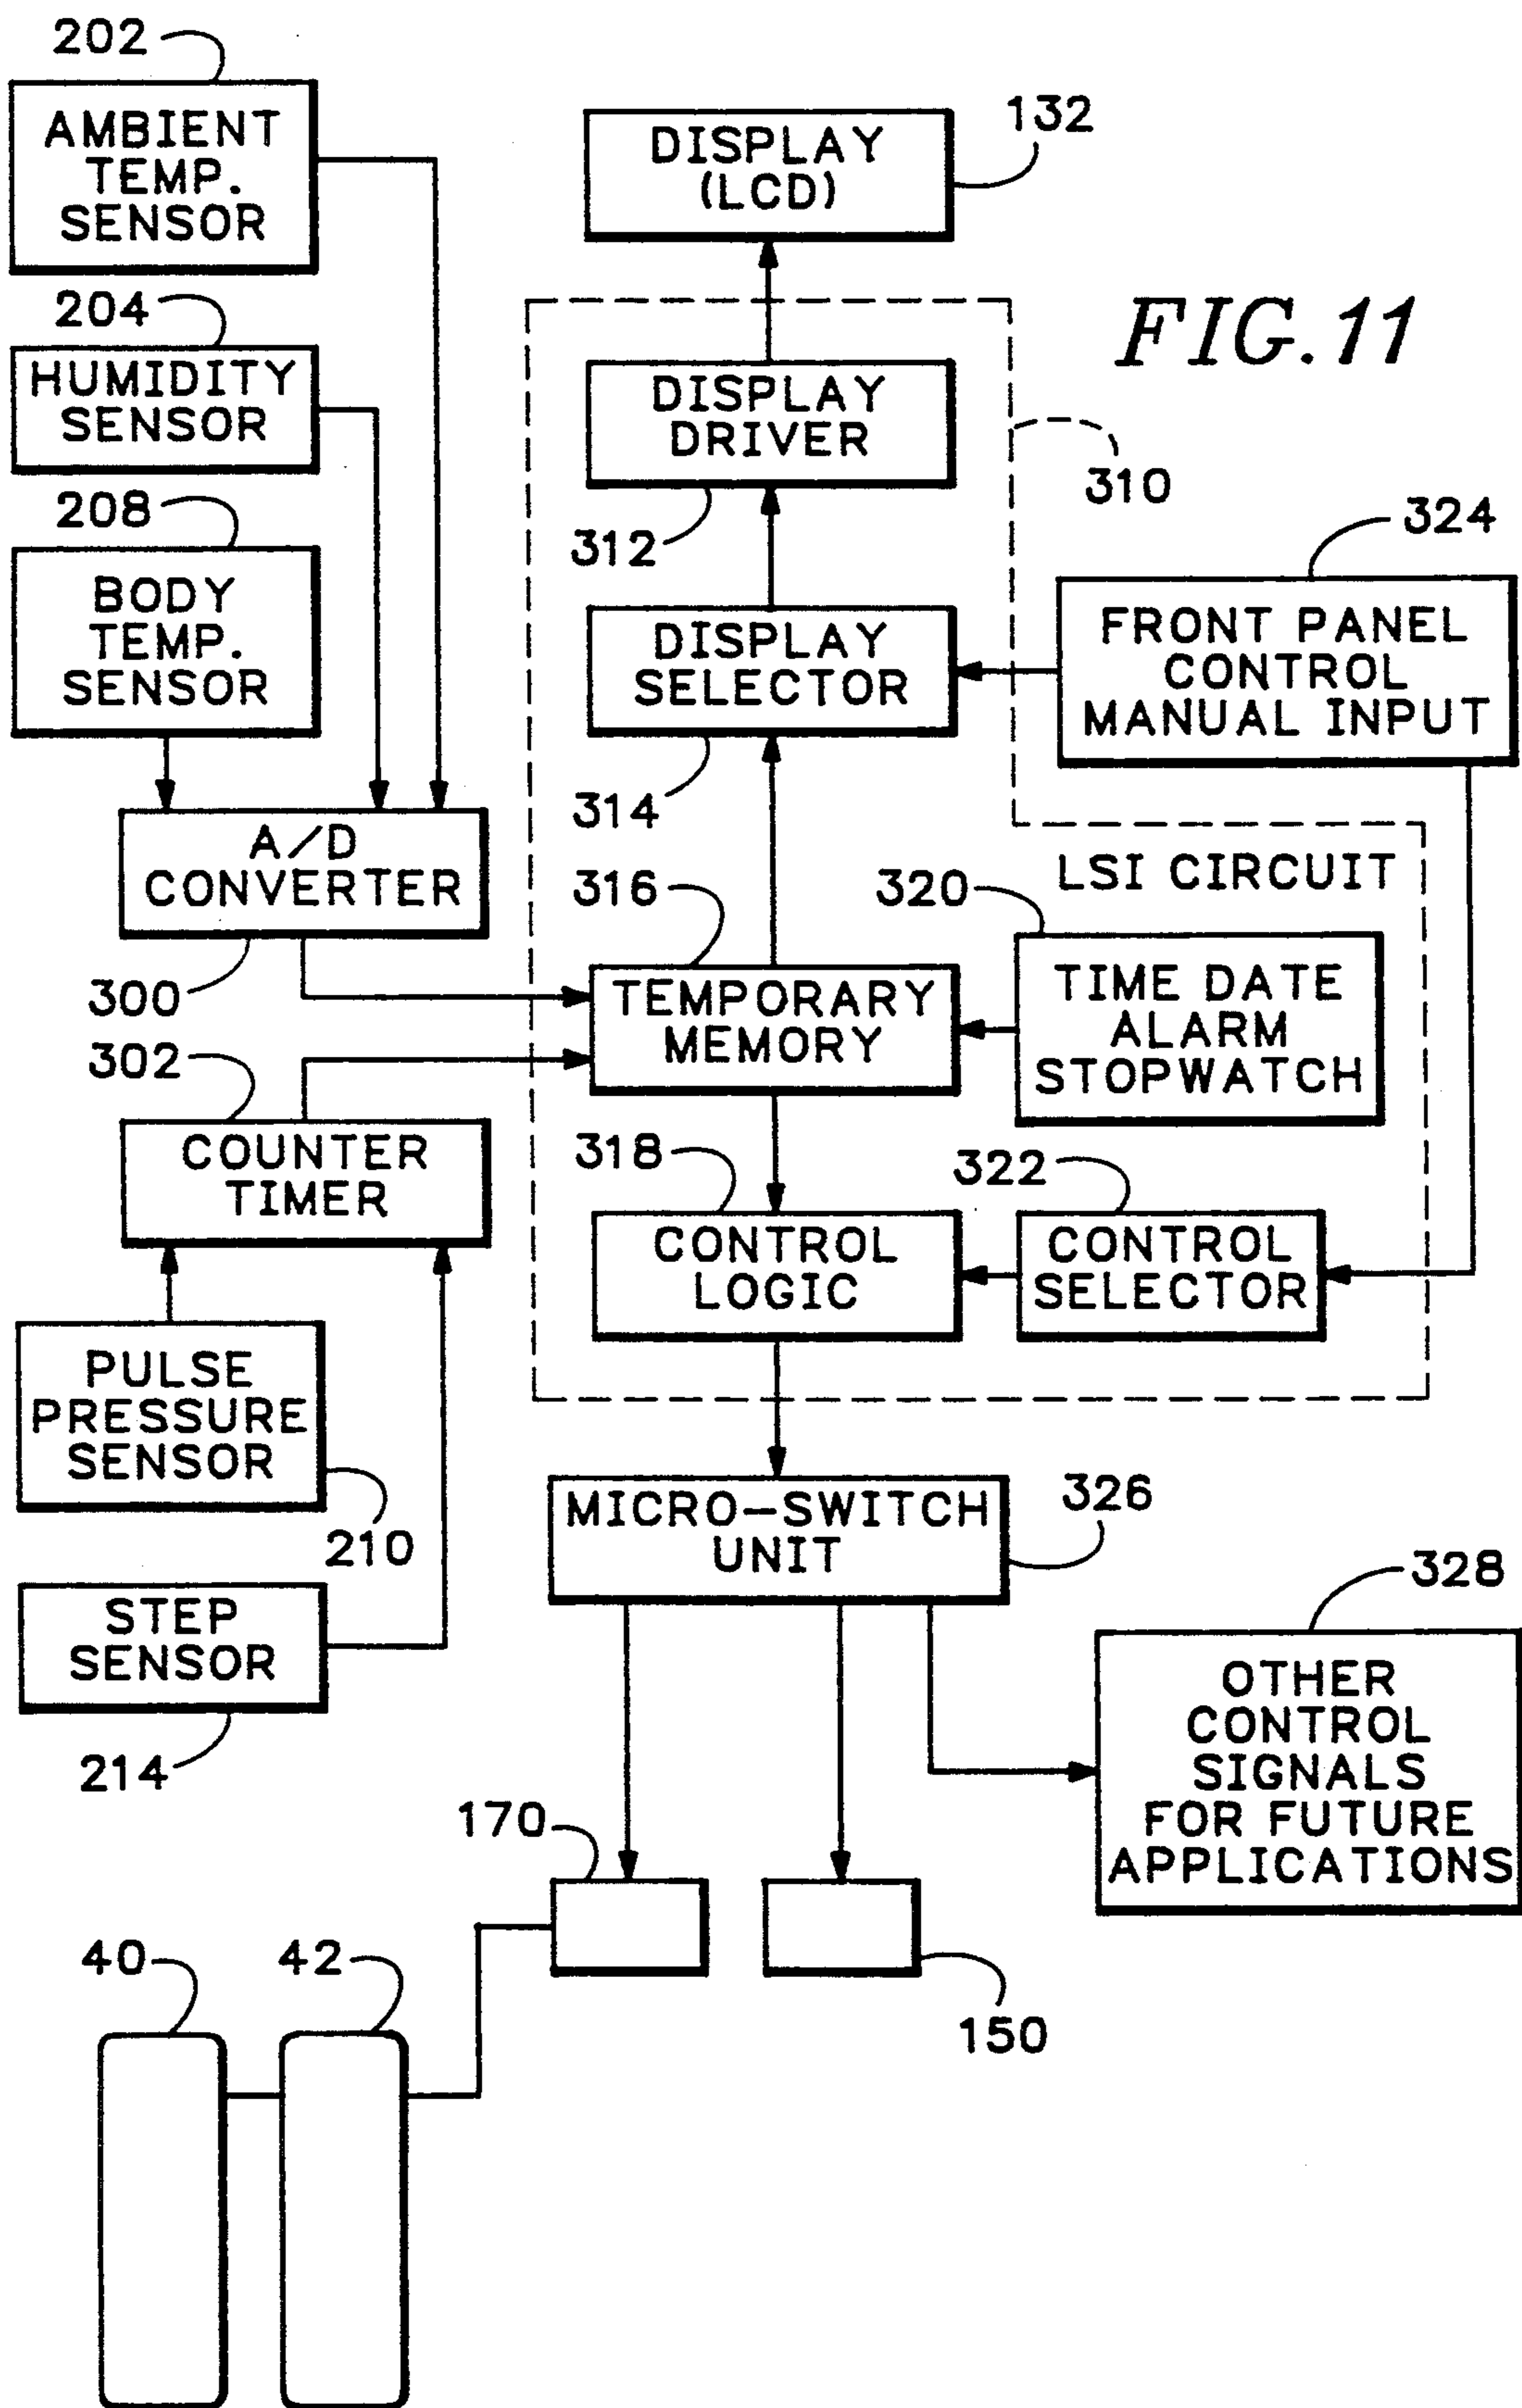 202
AMBIENT
TEMP.
SENSOR
204
HUMIDITY
SENSOR
208
BODY
TEMP.
SENSOR
A/D
CONVERTER
300
302
COUNTER
TIMER
PULSE
PRESSURE
SENSOR
210
STEP
SENSOR
214
DISPLAY
(LCD)
132
FIG. 11
DISPLAY
DRIVER
312
310
DISPLAY
SELECTOR
314
324
FRONT PANEL
CONTROL
MANUAL INPUT
LSI CIRCUIT
316
TEMPORARY
MEMORY
320
TIME DATE
ALARM
STOPWATCH
318
CONTROL
LOGIC
322
CONTROL
SELECTOR
MICRO-SWITCH
UNIT
326
328
OTHER
CONTROL
SIGNALS
FOR FUTURE
APPLICATIONS
170
150
40
42